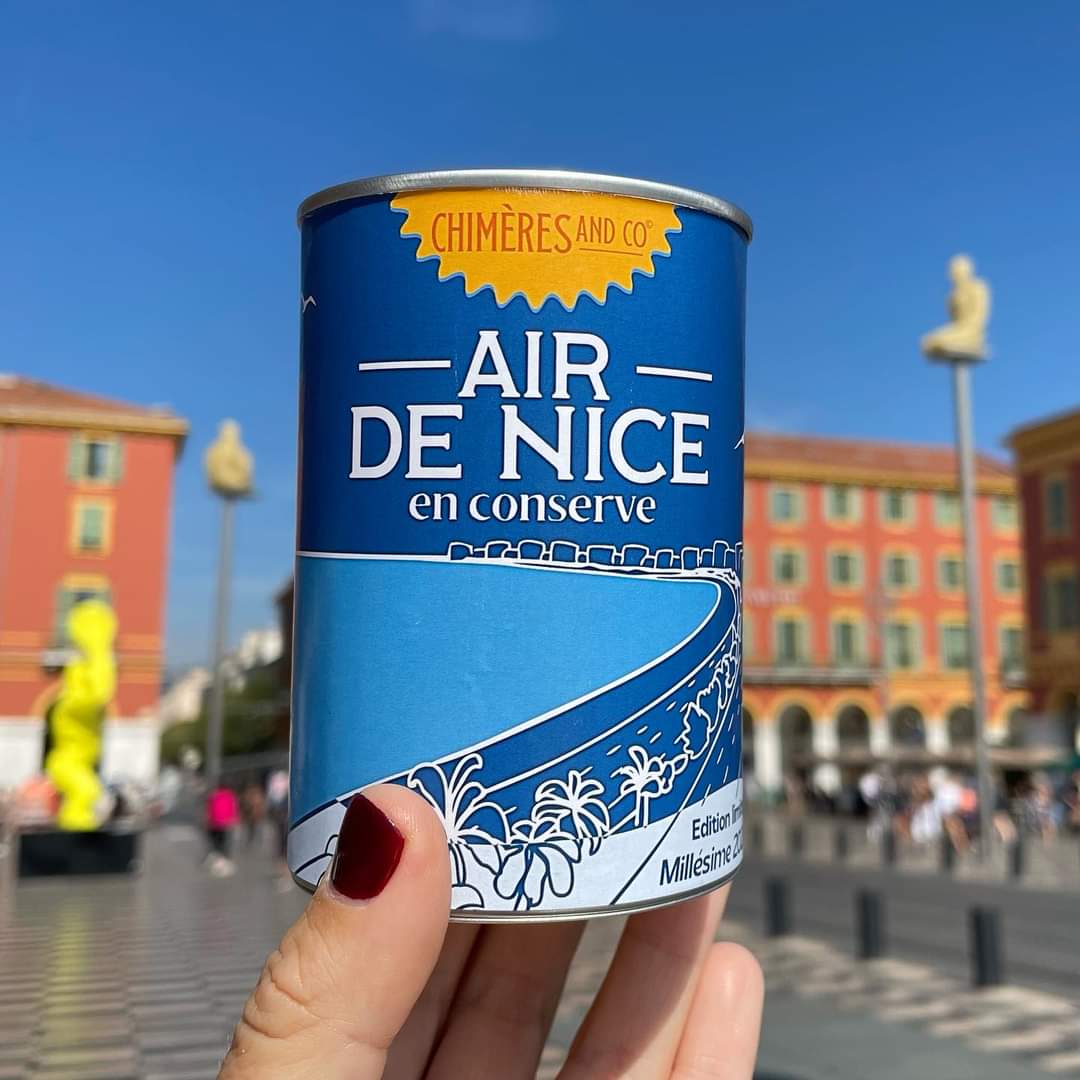 CHIMÈRES AND CO©
AIR
DE NICE
en conserve
Edition
Millésime